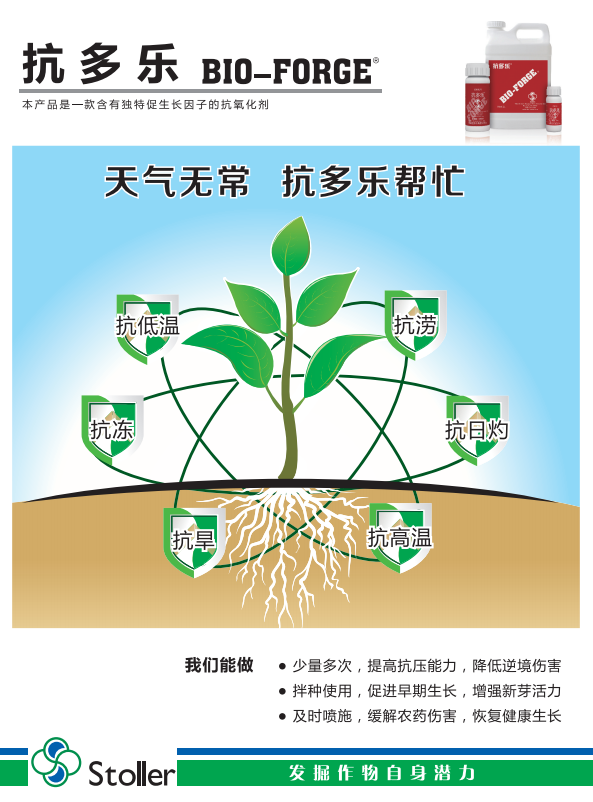 抗多乐 BIO-FORGE®
本产品是一款含有独特促生长因子的抗氧化剂
抗多乐
BIO-FORGE
天气无常 抗多乐帮忙
抗低温
抗涝
抗冻
抗日灼
抗旱
抗高温
我们能做
● 少量多次，提高抗压能力，降低逆境伤害
● 拌种使用，促进早期生长，增强新芽活力
● 及时喷施，缓解农药伤害，恢复健康生长
Stoller
发掘作物自身潜力